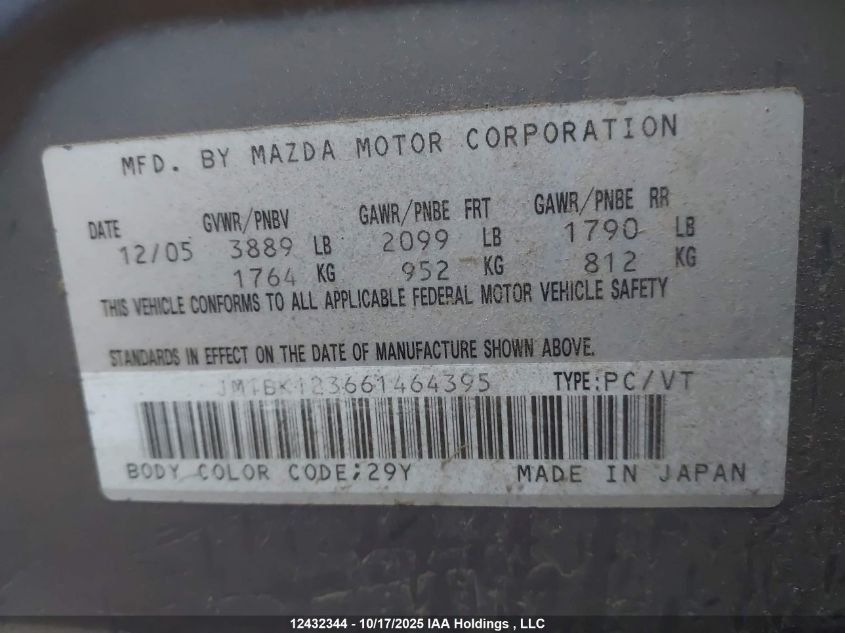 MFD. BY MAZDA MOTOR CORPORATION
DATE GVWR/PNBV GAWR/PNBE FRT GAWR/PNBE RR
12/05 3889 LB 2099 LB 1790 LB
1764 KG 952 KG 812 KG
THIS VEHICLE CONFORMS TO ALL APPLICABLE FEDERAL MOTOR VEHICLE SAFETY
STANDARDS IN EFFECT ON THE DATE OF MANUFACTURE SHOWN ABOVE.
JM1BK123661464395 TYPE:PC/VT
BODY COLOR CODE;29Y MADE IN JAPAN
12432344 - 10/17/2025 IAA Holdings , LLC